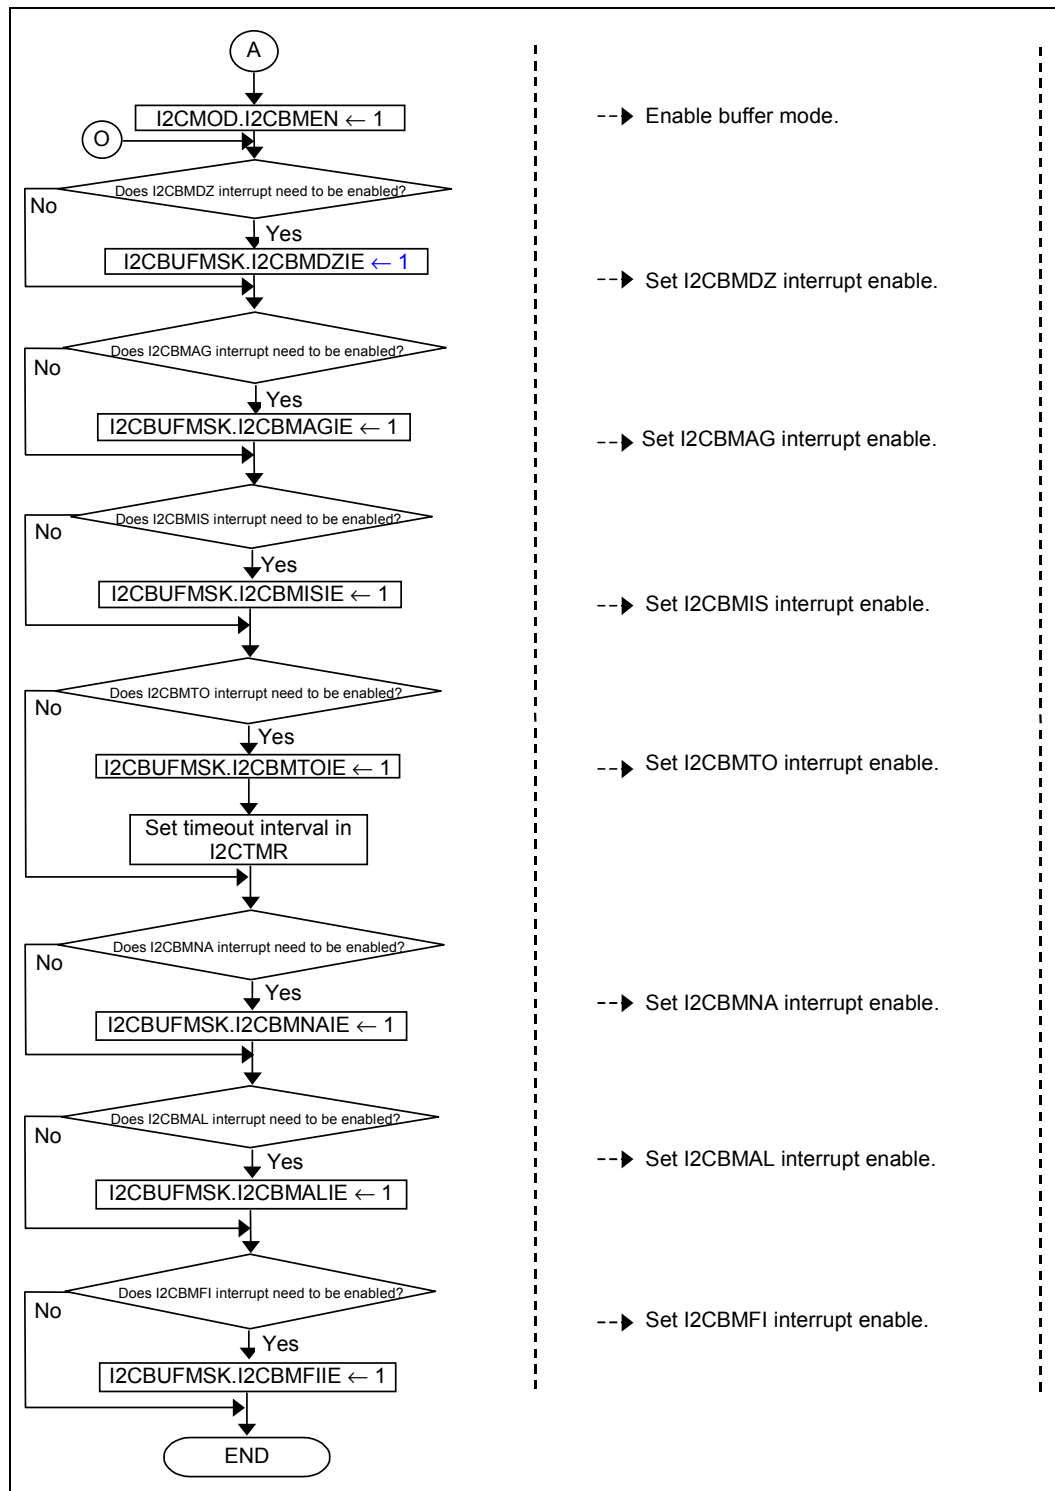 A
I2CMOD.I2CBMEN ← 1
Enable buffer mode.
O
Does I2CBMDZ interrupt need to be enabled?
No
Yes
I2CBUFMSK.I2CBMDZIE ← 1
Set I2CBMDZ interrupt enable.
Does I2CBMAG interrupt need to be enabled?
No
Yes
I2CBUFMSK.I2CBMAGIE ← 1
Set I2CBMAG interrupt enable.
Does I2CBMIS interrupt need to be enabled?
No
Yes
I2CBUFMSK.I2CBMISIE ← 1
Set I2CBMIS interrupt enable.
Does I2CBMTO interrupt need to be enabled?
No
Yes
I2CBUFMSK.I2CBMTOIE ← 1
Set I2CBMTO interrupt enable.
Set timeout interval in
I2CTMR
Does I2CBMNA interrupt need to be enabled?
No
Yes
I2CBUFMSK.I2CBMNAIE ← 1
Set I2CBMNA interrupt enable.
Does I2CBMAL interrupt need to be enabled?
No
Yes
I2CBUFMSK.I2CBMALIE ← 1
Set I2CBMAL interrupt enable.
Does I2CBMFI interrupt need to be enabled?
No
Yes
I2CBUFMSK.I2CBMFIIE ← 1
Set I2CBMFI interrupt enable.
END